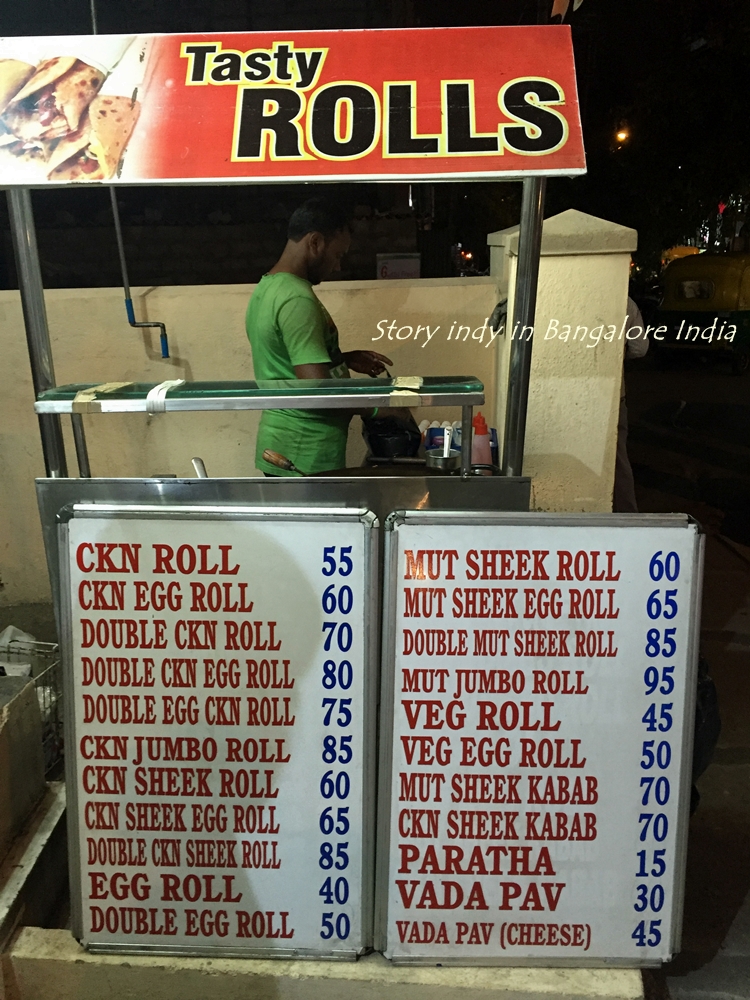 Tasty
ROLLS
6
Story indy in Bangalore India
CKN ROLL 55
CKN EGG ROLL 60
DOUBLE CKN ROLL 70
DOUBLE CKN EGG ROLL 80
DOUBLE EGG CKN ROLL 75
CKN JUMBO ROLL 85
CKN SHEEK ROLL 60
CKN SHEEK EGG ROLL 65
DOUBLE CKN SHEEK ROLL 85
EGG ROLL 40
DOUBLE EGG ROLL 50
MUT SHEEK ROLL 60
MUT SHEEK EGG ROLL 65
DOUBLE MUT SHEEK ROLL 85
MUT JUMBO ROLL 95
VEG ROLL 45
VEG EGG ROLL 50
MUT SHEEK KABAB 70
CKN SHEEK KABAB 70
PARATHA 15
VADA PAV 30
VADA PAV (CHEESE) 45